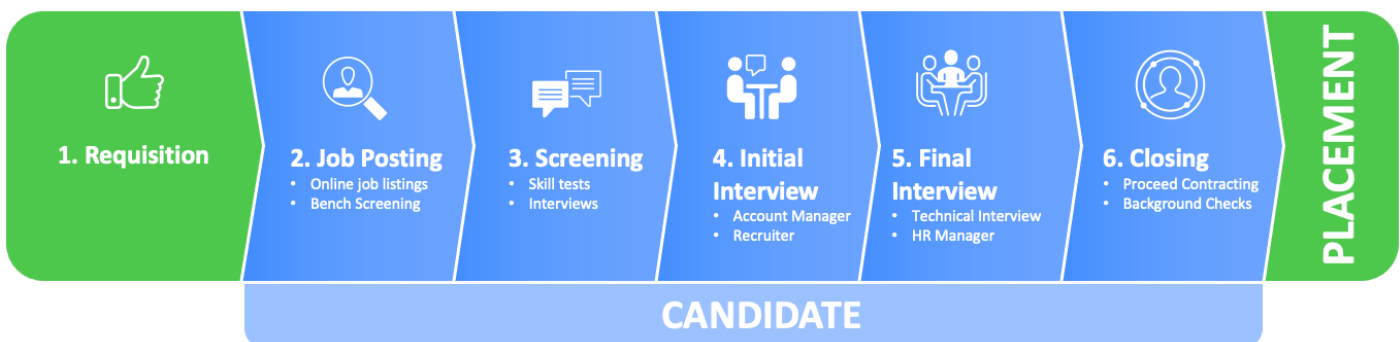 1. Requisition
2. Job Posting
• Online job listings
• Bench Screening
3. Screening
• Skill tests
• Interviews
4. Initial
Interview
• Account Manager
• Recruiter
5. Final
Interview
• Technical Interview
• HR Manager
6. Closing
• Proceed Contracting
• Background Checks
PLACEMENT
CANDIDATE